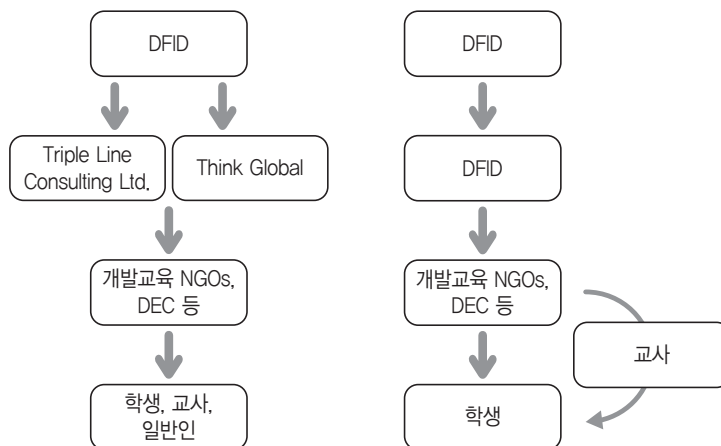 DFID
Triple Line
Consulting Ltd.
Think Global
개발교육 NGOs,
DEC 등
학생, 교사,
일반인
DFID
DFID
개발교육 NGOs,
DEC 등
교사
학생